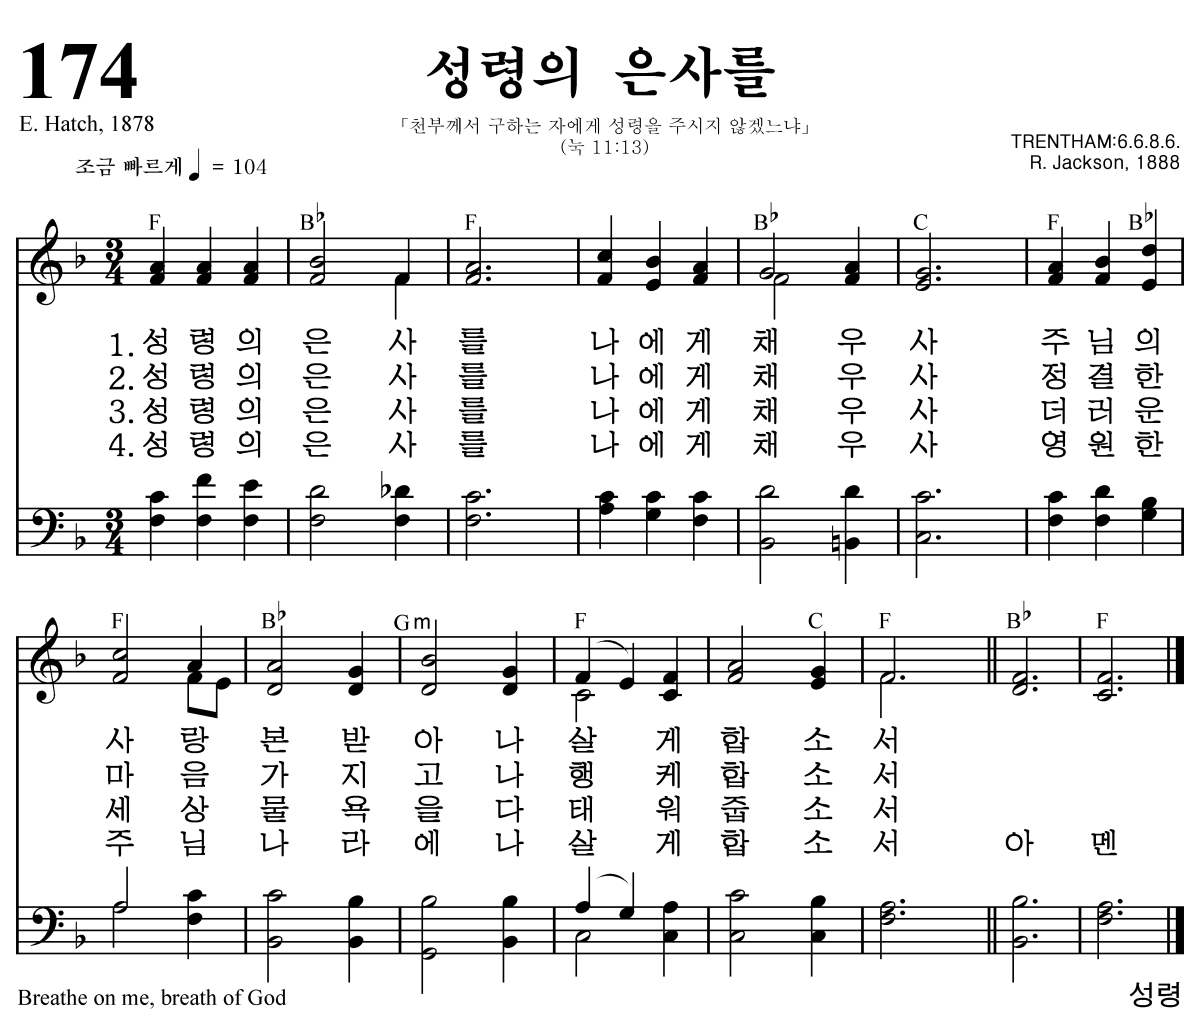 174
성령의 은사를
E. Hatch, 1878
「천부께서 구하는 자에게 성령을 주시지 않겠느냐」
(눅 11:13)
TRENTHAM:6.6.8.6.
R. Jackson, 1888
조금 빠르게 ♩ = 104
F B♭ F B♭ C F B♭
3 4
1. 성 령 의 은 사 를 나 에 게 채 우 사 주 님 의
2. 성 령 의 은 사 를 나 에 게 채 우 사 정 결 한
3. 성 령 의 은 사 를 나 에 게 채 우 사 더 러 운
4. 성 령 의 은 사 를 나 에 게 채 우 사 영 원 한
3 4
F B♭ Gm F C F B♭ F
사 랑 본 받 아 나 살 게 합 소 서
마 음 가 지 고 나 행 케 합 소 서
세 상 물 욕 을 다 태 워 줍 소 서
주 님 나 라 에 나 살 게 합 소 서 아 멘
Breathe on me, breath of God
성령